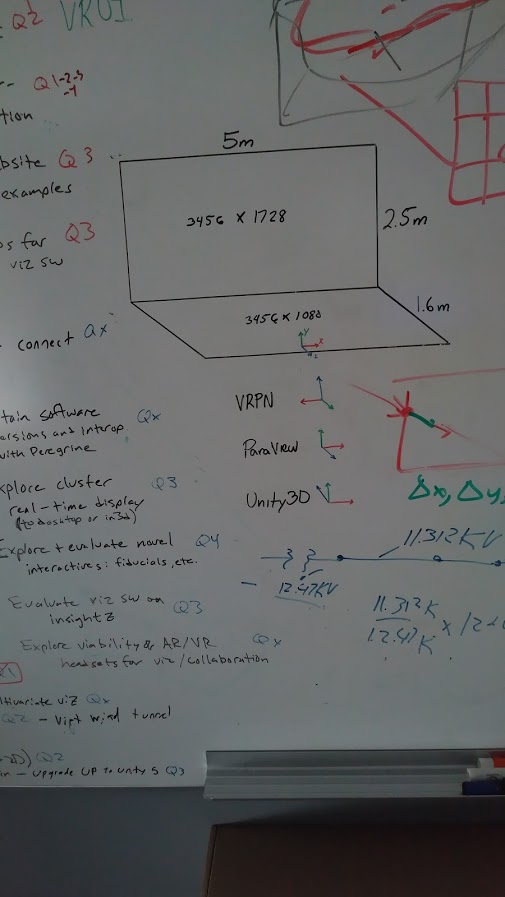 Q2 VRUI
Q1-2-3
-4
tion
bsite Q3
examples
ps for Q3
viz sw
connect Qx
tain software Qx
ersions and interop
with Peregrine
xplore cluster Q3
real-time display
(to desktop or in 3d)
Explore + evaluate novel Q4
interactives: fiducials, etc.
Evaluate viz sw on Q3
insight Z
Explore viability of AR/VR Qx
headsets for viz/collaboration
ltivariate viz Qx
Q2 - Vipt wind tunnel
Q2
- upgrade UP to unity 5 Q3
5m
3456 X 1728
2.5m
3456 X 1080
1.6m
Y
X
Z
VRPN
ParaView
Unity3D
Δx, Δy,
11.312KV
12.47KV
11.312K
12.47K
X 12